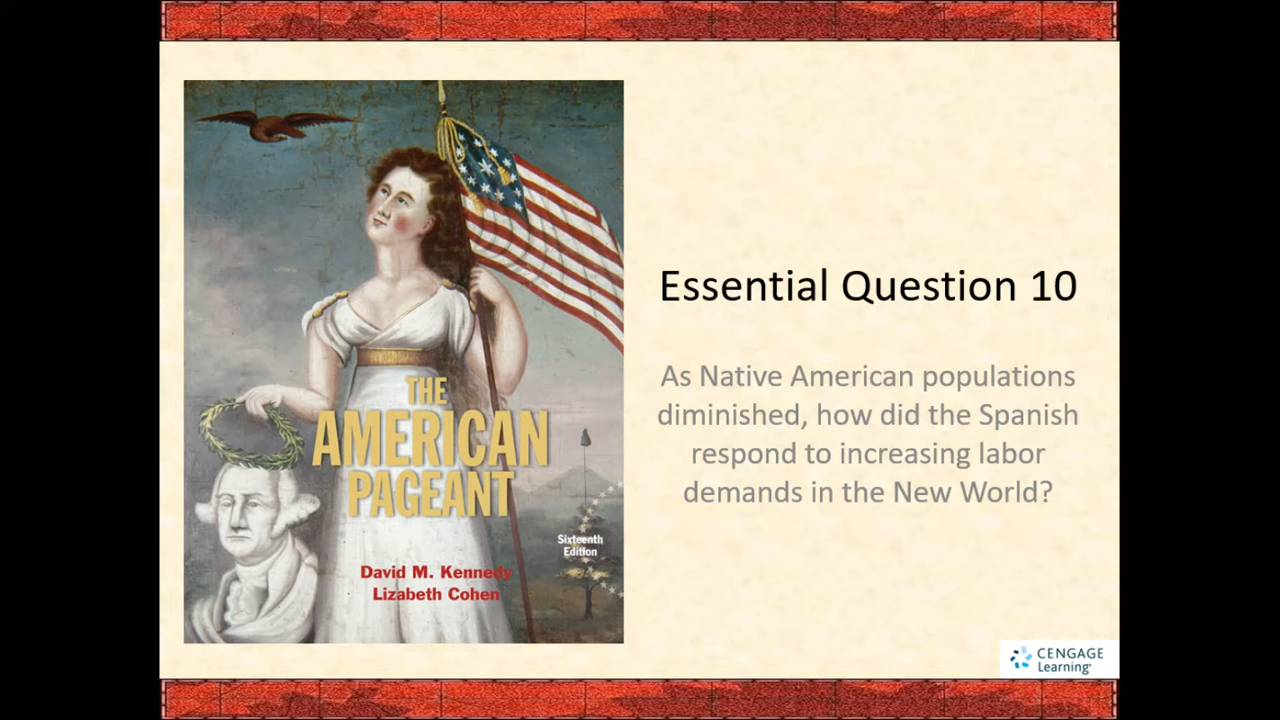 THE
AMERICAN
PAGEANT
Sixteenth
Edition
David M. Kennedy
Lizabeth Cohen
Essential Question 10
As Native American populations
diminished, how did the Spanish
respond to increasing labor
demands in the New World?
CENGAGE
Learning™